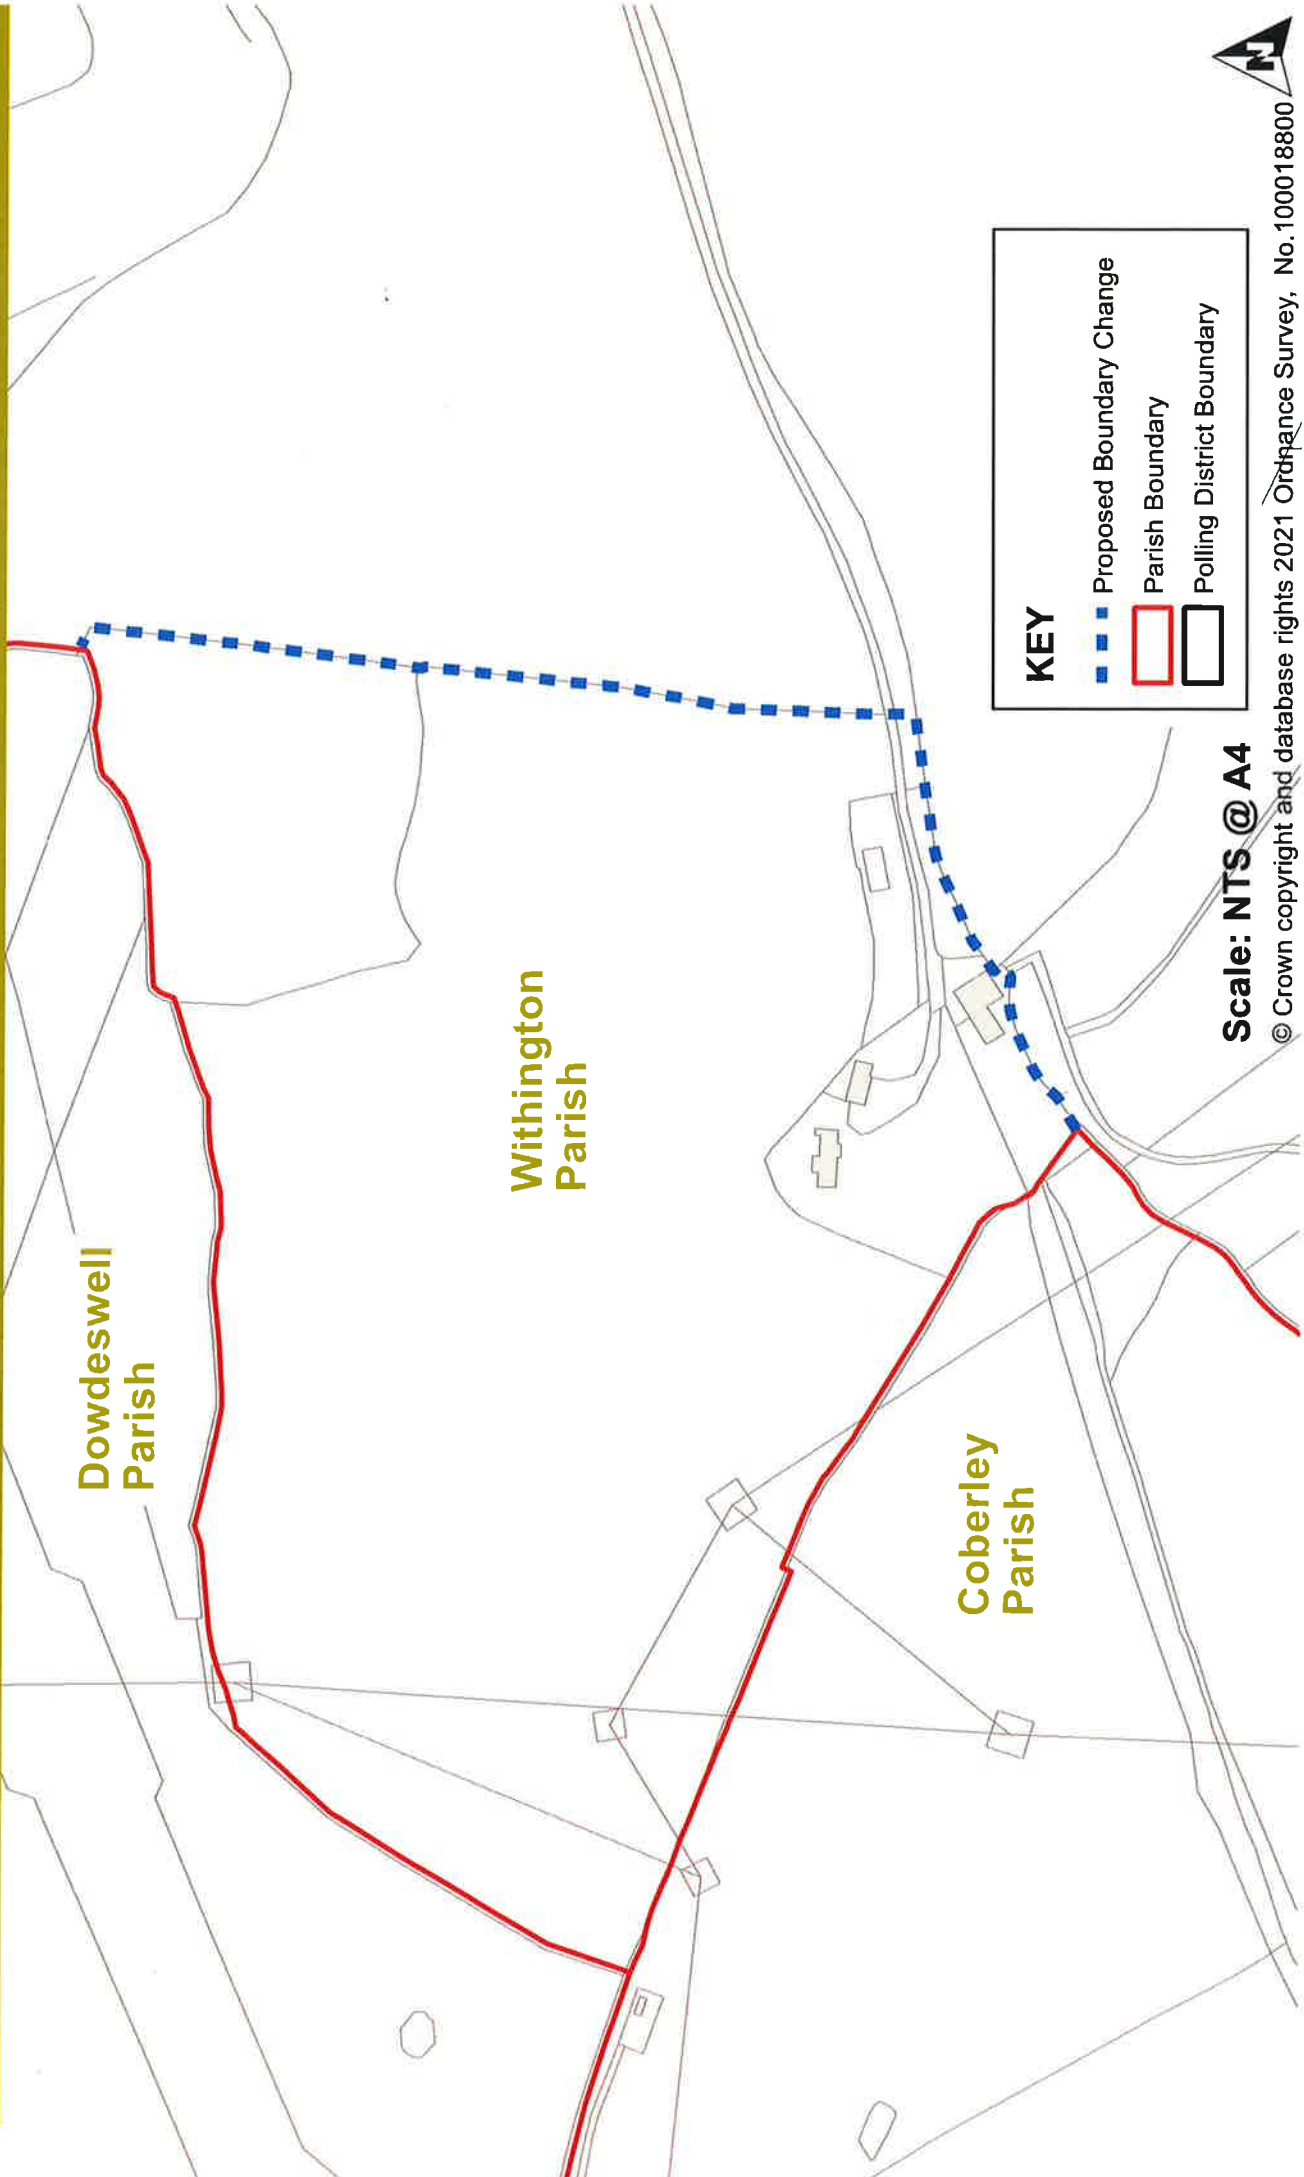 Dowdeswell
Parish
Withington
Parish
Coberley
Parish
KEY
Proposed Boundary Change
Parish Boundary
Polling District Boundary
Scale: NTS @ A4
© Crown copyright and database rights 2021 Ordnance Survey, No.100018800
N